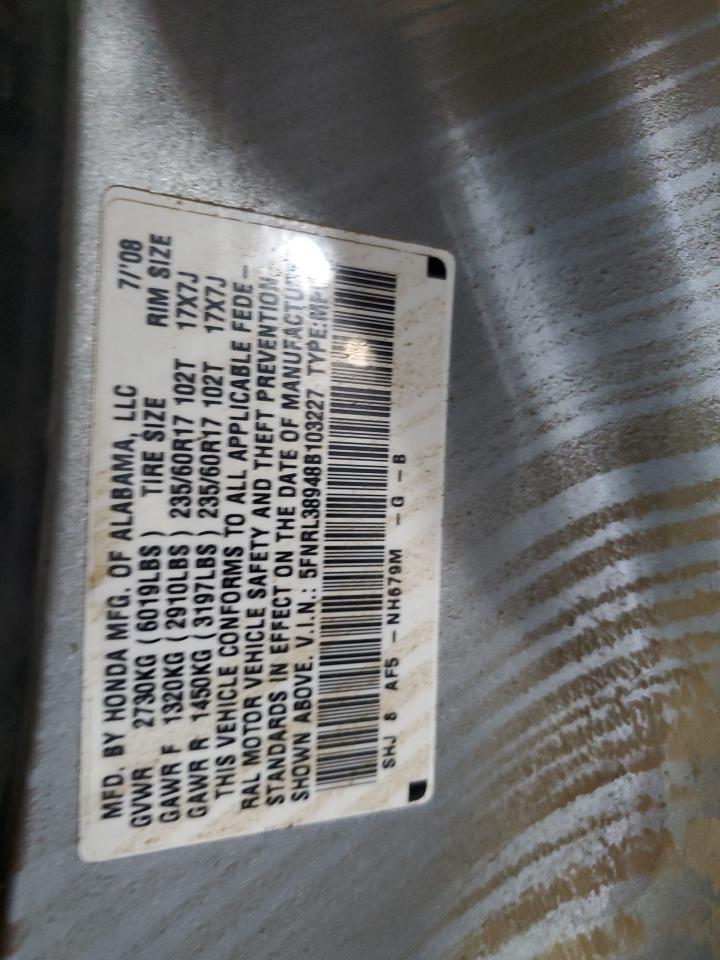 MFD. BY HONDA MFG. OF ALABAMA, LLC 7/'08
GVWR 2730KG (6019LBS) TIRE SIZE RIM SIZE
GAWR F 1320KG (2910LBS) 235/60R17 102T 17X7J
GAWR R 1450KG (3197LBS) 235/60R17 102T 17X7J
THIS VEHICLE CONFORMS TO ALL APPLICABLE FEDE-
RAL MOTOR VEHICLE SAFETY AND THEFT PREVENTION
STANDARDS IN EFFECT ON THE DATE OF MANUFACTURE
SHOWN ABOVE. V.I.N.: 5FNRL38948B103227 TYPE:
SHJ 8 AF5 -NH679M -G -B